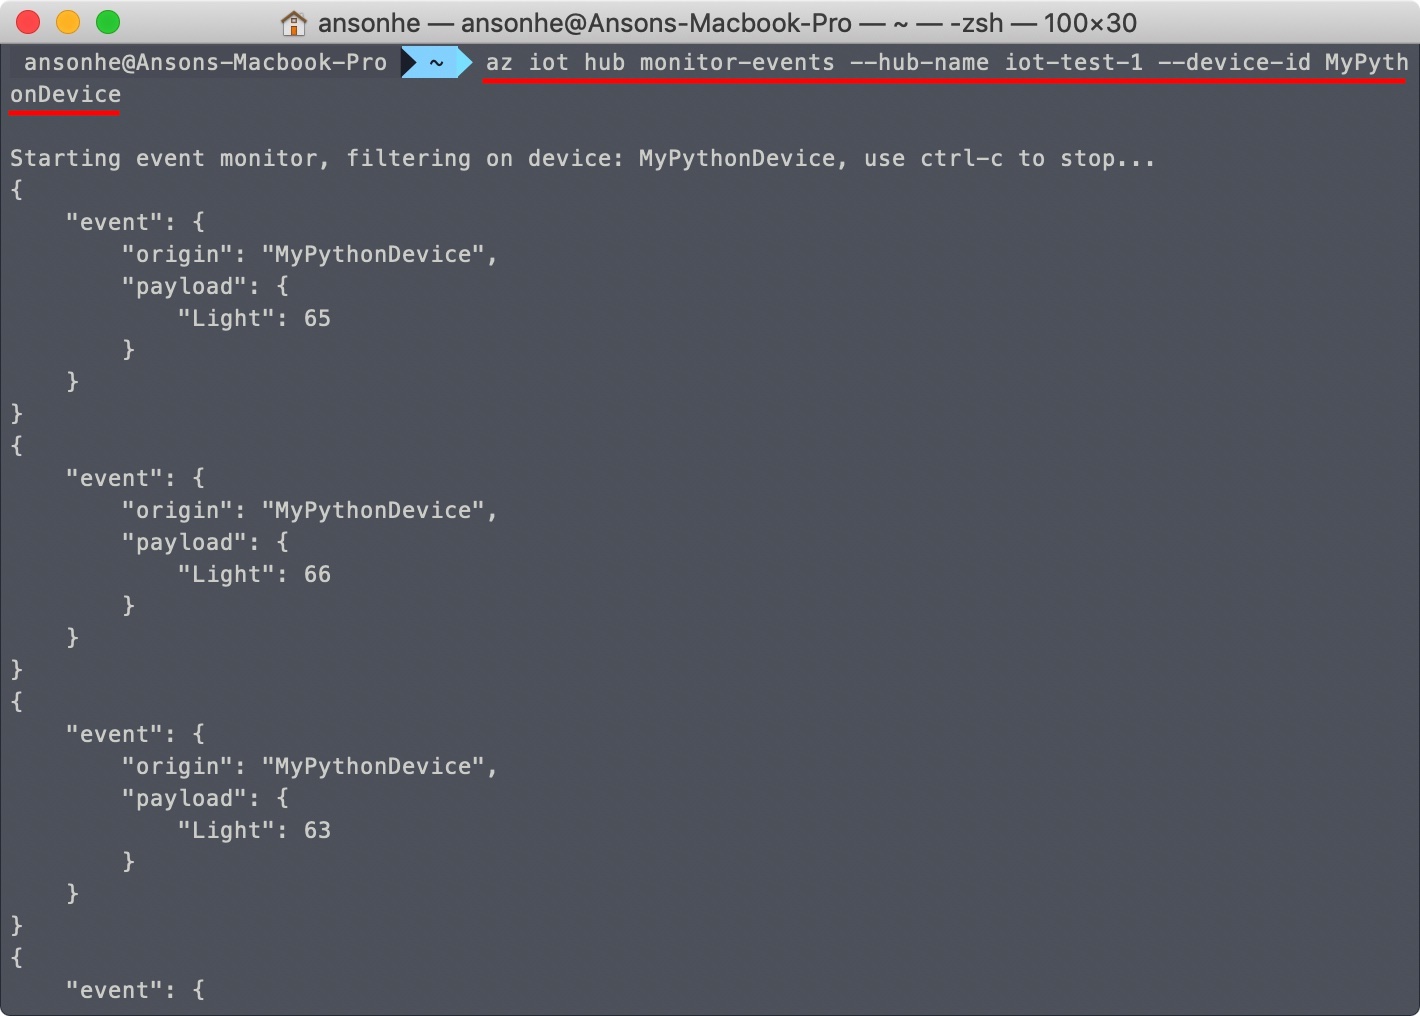 ansonhe — ansonhe@Ansons-Macbook-Pro — ~ — -zsh — 100×30
ansonhe@Ansons-Macbook-Pro ~ az iot hub monitor-events --hub-name iot-test-1 --device-id MyPyth
onDevice
Starting event monitor, filtering on device: MyPythonDevice, use ctrl-c to stop...
{
    "event": {
        "origin": "MyPythonDevice",
        "payload": {
            "Light": 65
        }
    }
}
{
    "event": {
        "origin": "MyPythonDevice",
        "payload": {
            "Light": 66
        }
    }
}
{
    "event": {
        "origin": "MyPythonDevice",
        "payload": {
            "Light": 63
        }
    }
}
{
    "event": {